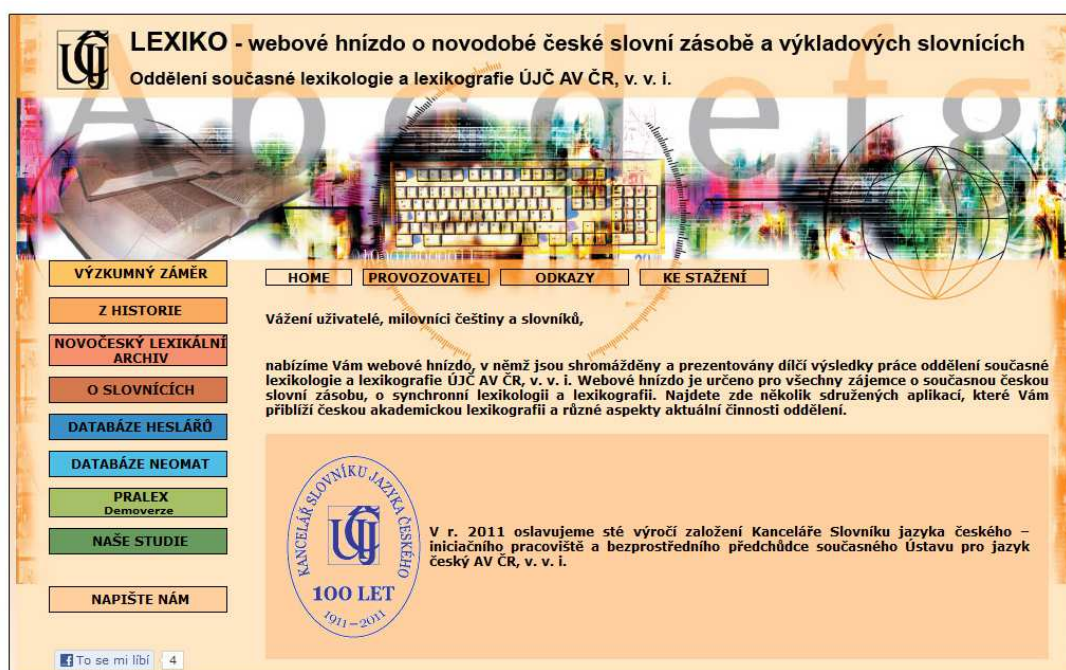 A b c d e f g
LEXIKO - webové hnízdo o novodobé české slovní zásobě a výkladových slovnících
Oddělení současné lexikologie a lexikografie ÚJČ AV ČR, v. v. i.
VÝZKUMNÝ ZÁMĚR
Z HISTORIE
NOVOČESKÝ LEXIKÁLNÍ
ARCHIV
O SLOVNÍCÍCH
DATABÁZE HESLÁŘŮ
DATABÁZE NEOMAT
PRALEX
Demoverze
NAŠE STUDIE
NAPIŠTE NÁM
To se mi líbí 4
HOME PROVOZOVATEL ODKAZY KE STAŽENÍ
Vážení uživatelé, milovníci češtiny a slovníků,
nabízíme Vám webové hnízdo, v němž jsou shromážděny a prezentovány dílčí výsledky práce oddělení současné
lexikologie a lexikografie ÚJČ AV ČR, v. v. i. Webové hnízdo je určeno pro všechny zájemce o současnou českou
slovní zásobu, o synchronní lexikologii a lexikografii. Najdete zde několik sdružených aplikací, které Vám
přiblíží českou akademickou lexikografii a různé aspekty aktuální činnosti oddělení.
KANCELÁŘ SLOVNÍKU JAZYKA ČESKÉHO
ÚČJ
100 LET
1911–2011
V r. 2011 oslavujeme sté výročí založení Kanceláře Slovníku jazyka českého –
iniciačního pracoviště a bezprostředního předchůdce současného Ústavu pro jazyk
český AV ČR, v. v. i.